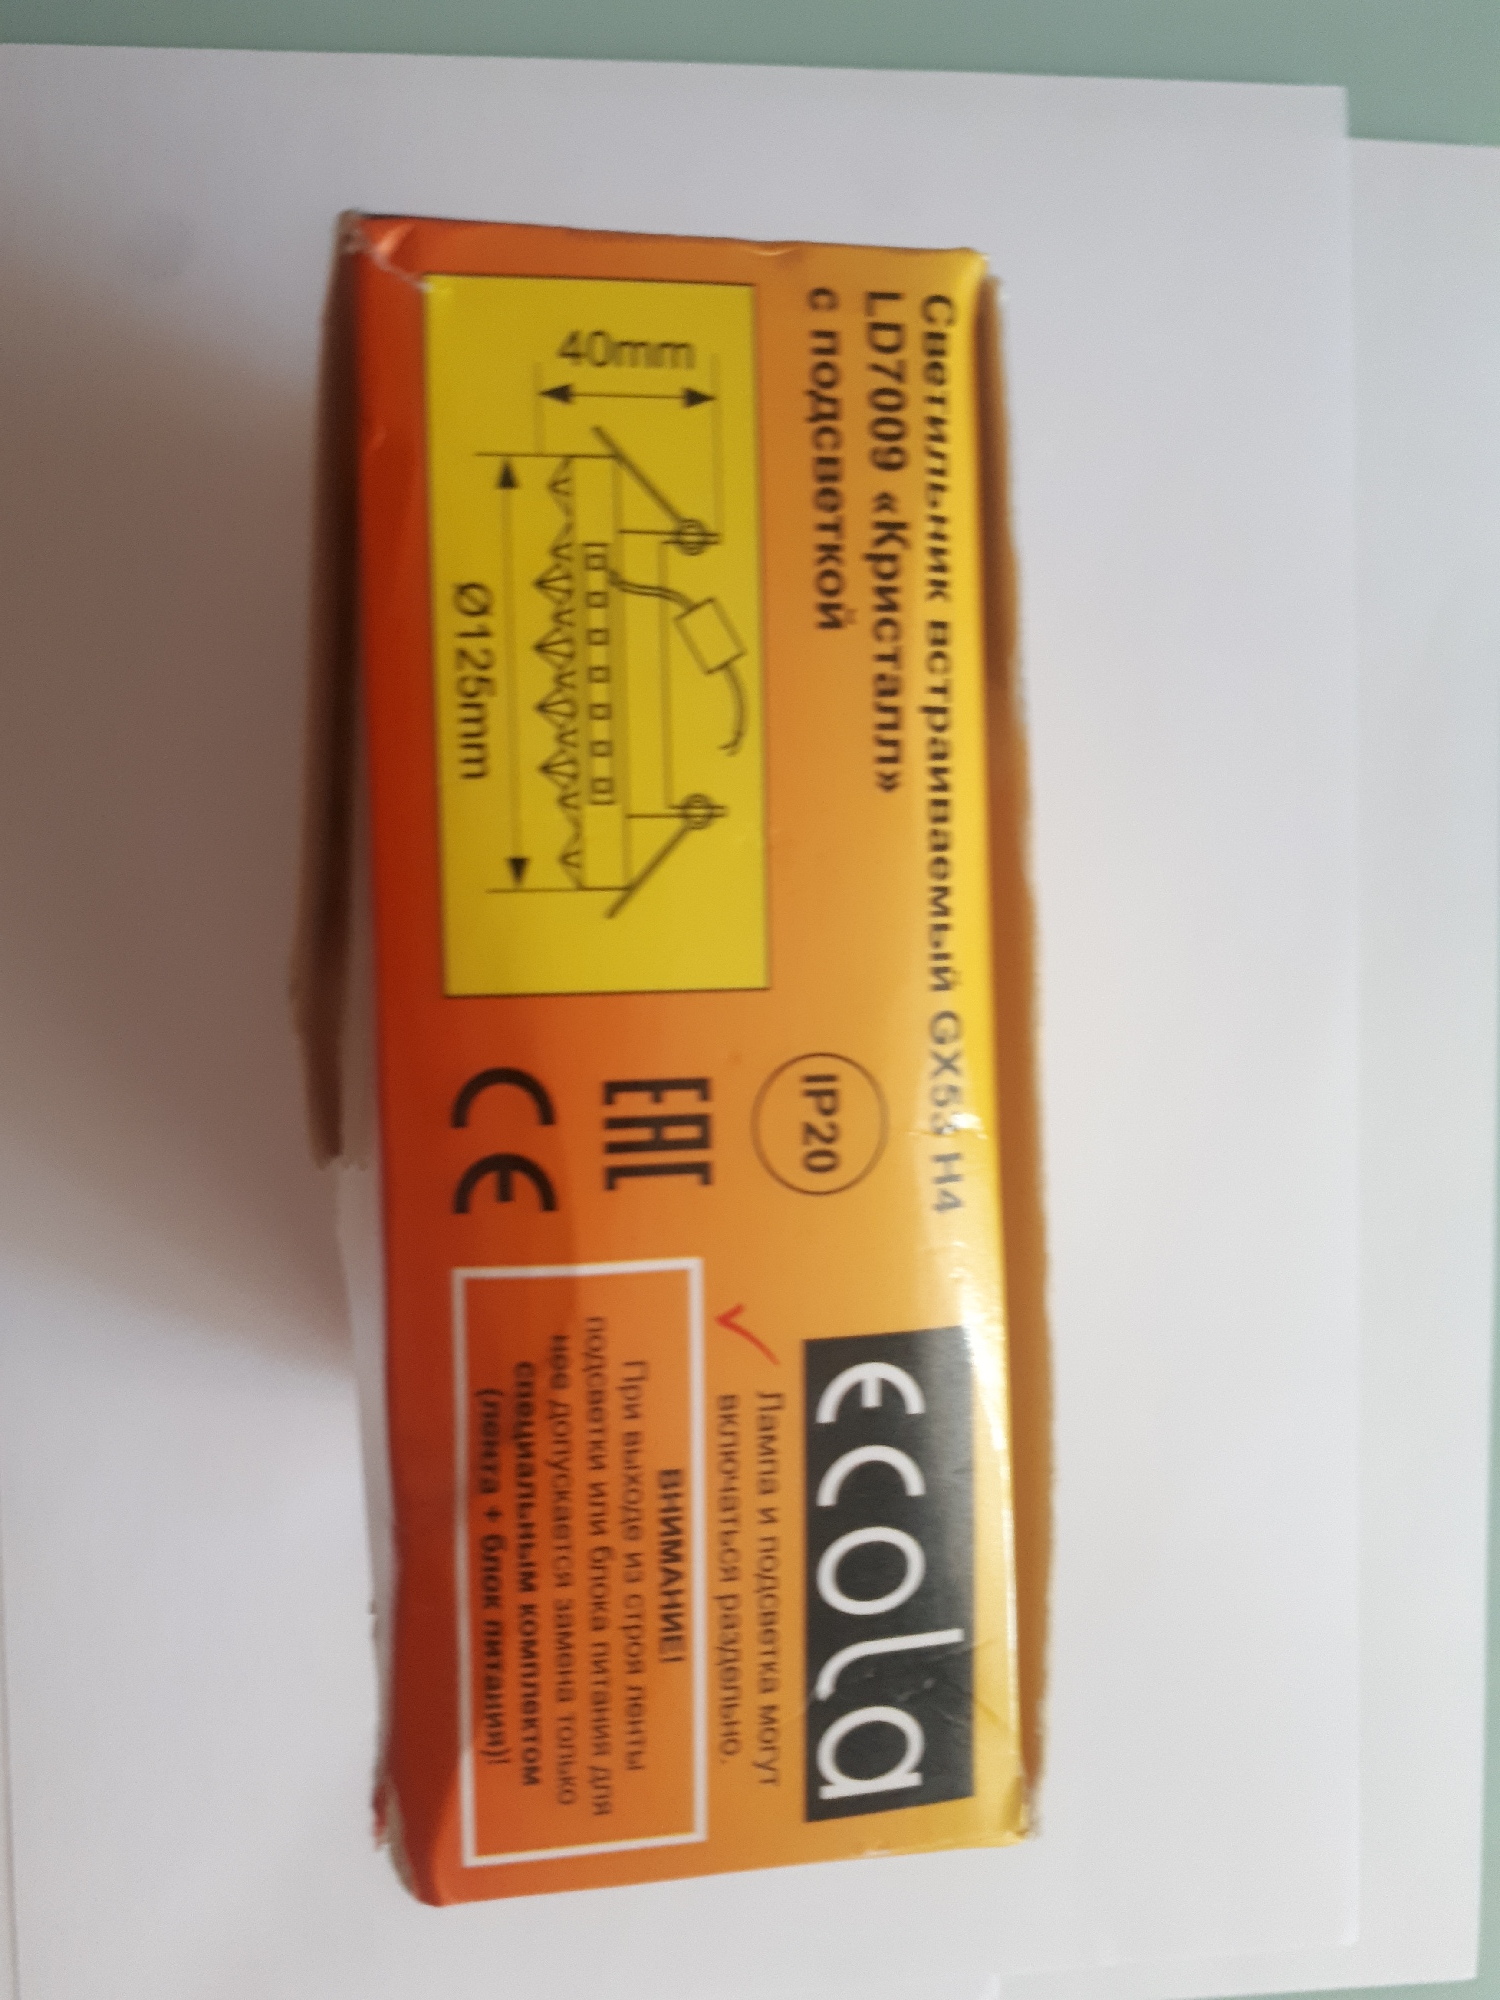 Светильник встраиваемый GX53 H4
LD7009 «Кристалл»
с подсветкой
40mm
Ø125mm
IP20
EAC
CE
ecola
Лампа и подсветка могут
включаться раздельно.
ВНИМАНИЕ!
При выходе из строя ленты
подсветки или блока питания для
нее допускается замена только
специальным комплектом
(лента + блок питания)!